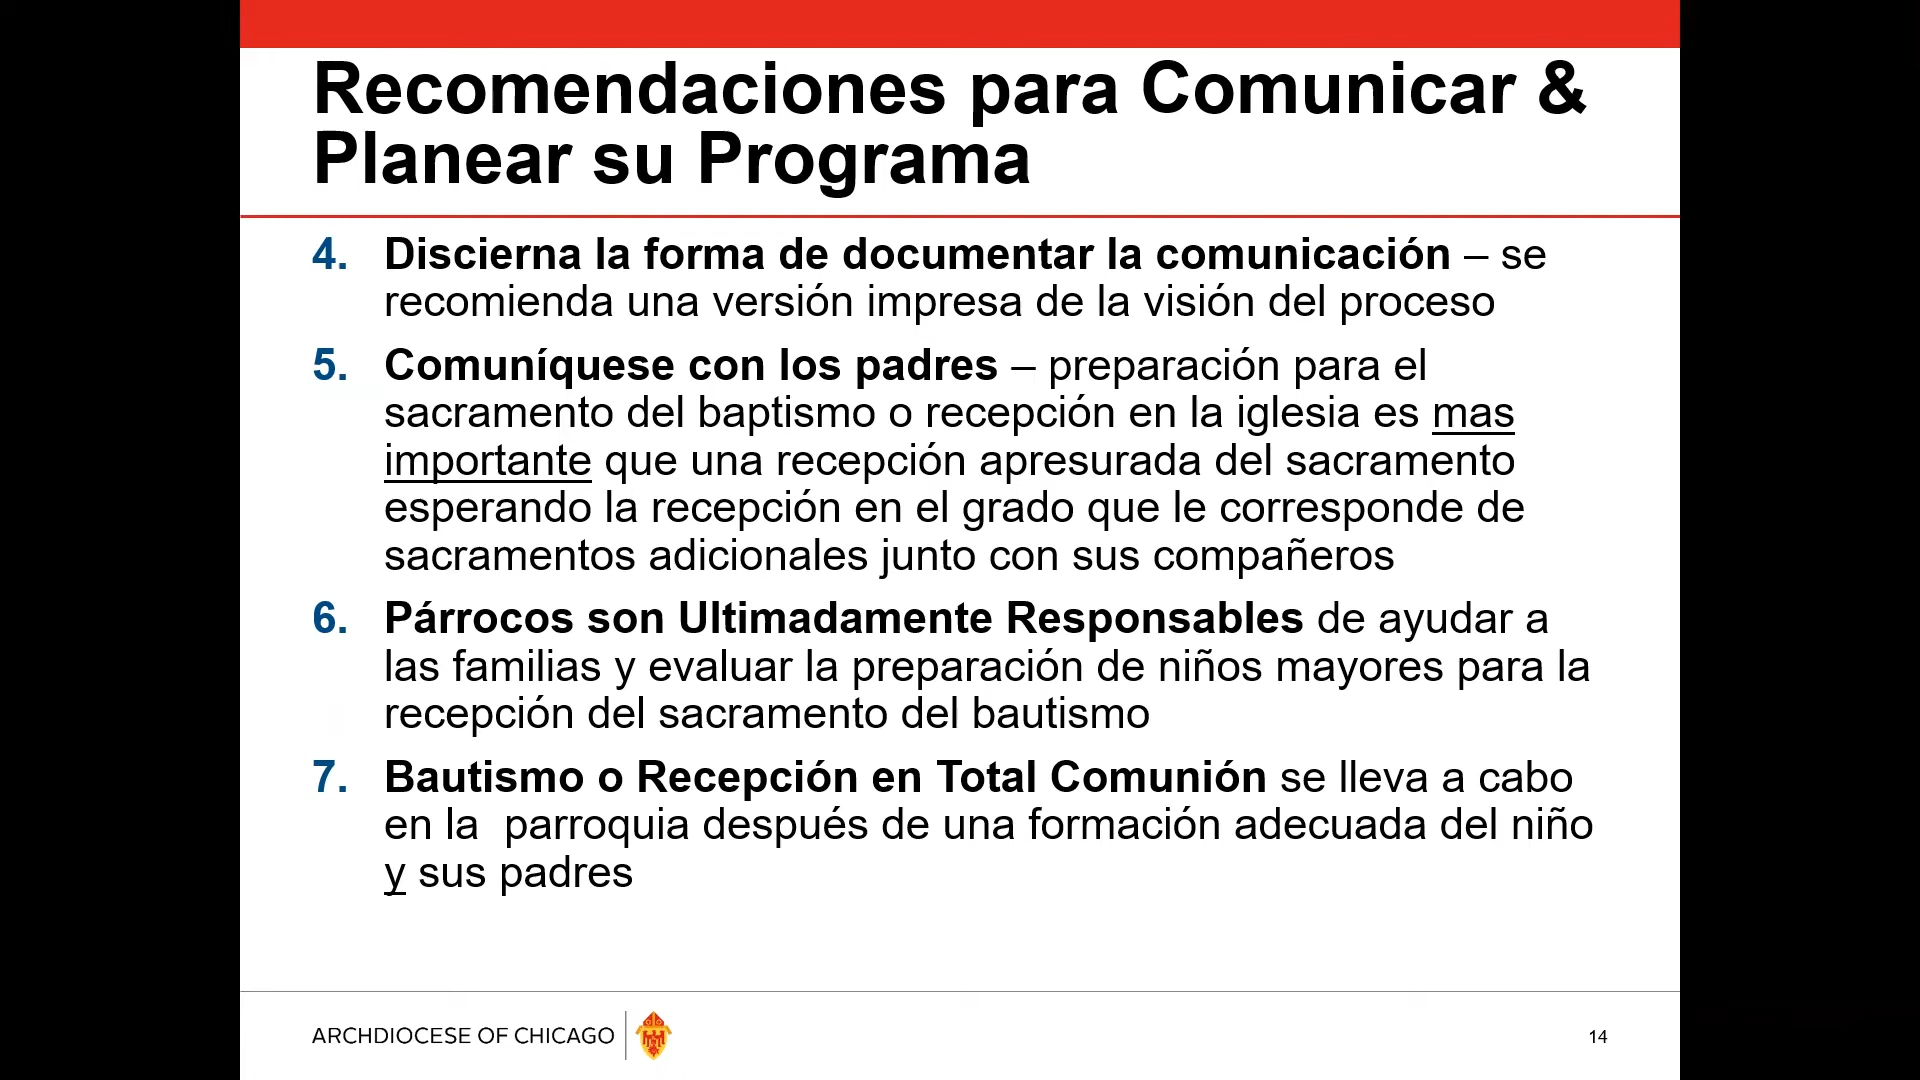 Recomendaciones para Comunicar &
Planear su Programa
4. Discierna la forma de documentar la comunicación – se
recomienda una versión impresa de la visión del proceso
5. Comuníquese con los padres – preparación para el
sacramento del baptismo o recepción en la iglesia es mas
importante que una recepción apresurada del sacramento
esperando la recepción en el grado que le corresponde de
sacramentos adicionales junto con sus compañeros
6. Párrocos son Ultimadamente Responsables de ayudar a
las familias y evaluar la preparación de niños mayores para la
recepción del sacramento del bautismo
7. Bautismo o Recepción en Total Comunión se lleva a cabo
en la  parroquia después de una formación adecuada del niño
y sus padres
ARCHDIOCESE OF CHICAGO
14